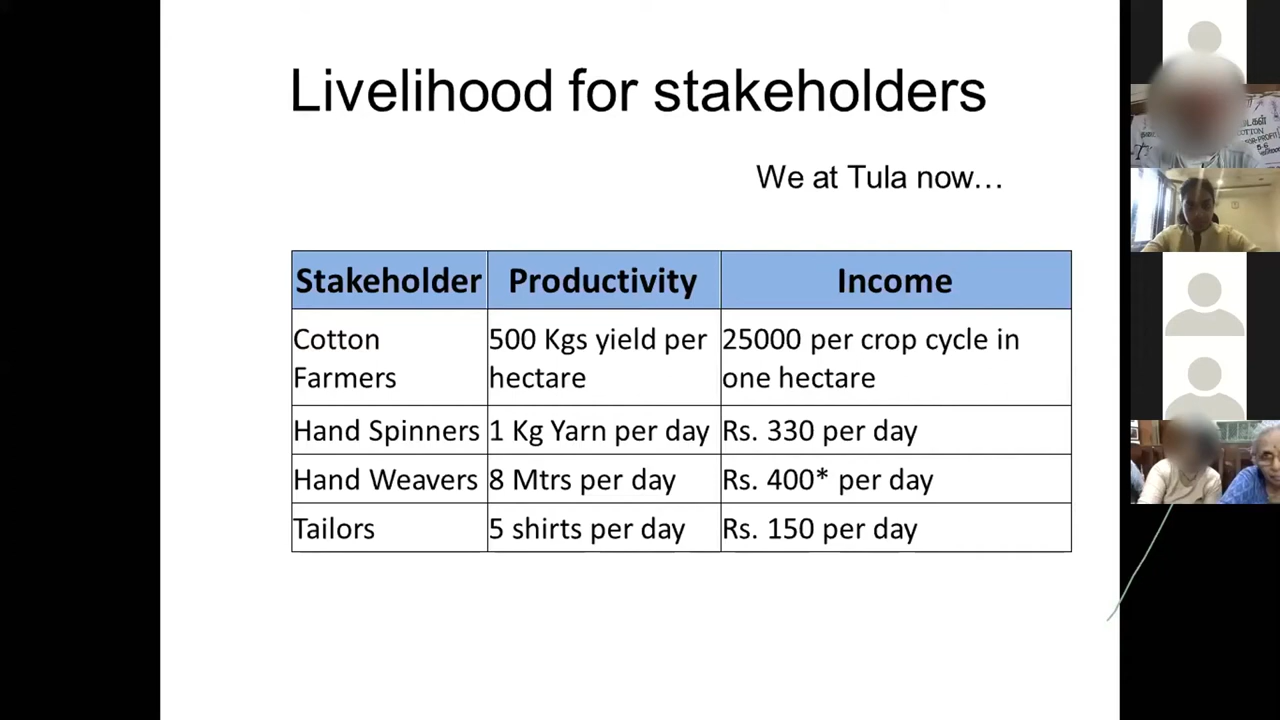 Livelihood for stakeholders
We at Tula now…
Stakeholder Productivity Income
Cotton Farmers 500 Kgs yield per hectare 25000 per crop cycle in one hectare
Hand Spinners 1 Kg Yarn per day Rs. 330 per day
Hand Weavers 8 Mtrs per day Rs. 400* per day
Tailors 5 shirts per day Rs. 150 per day
COTTON